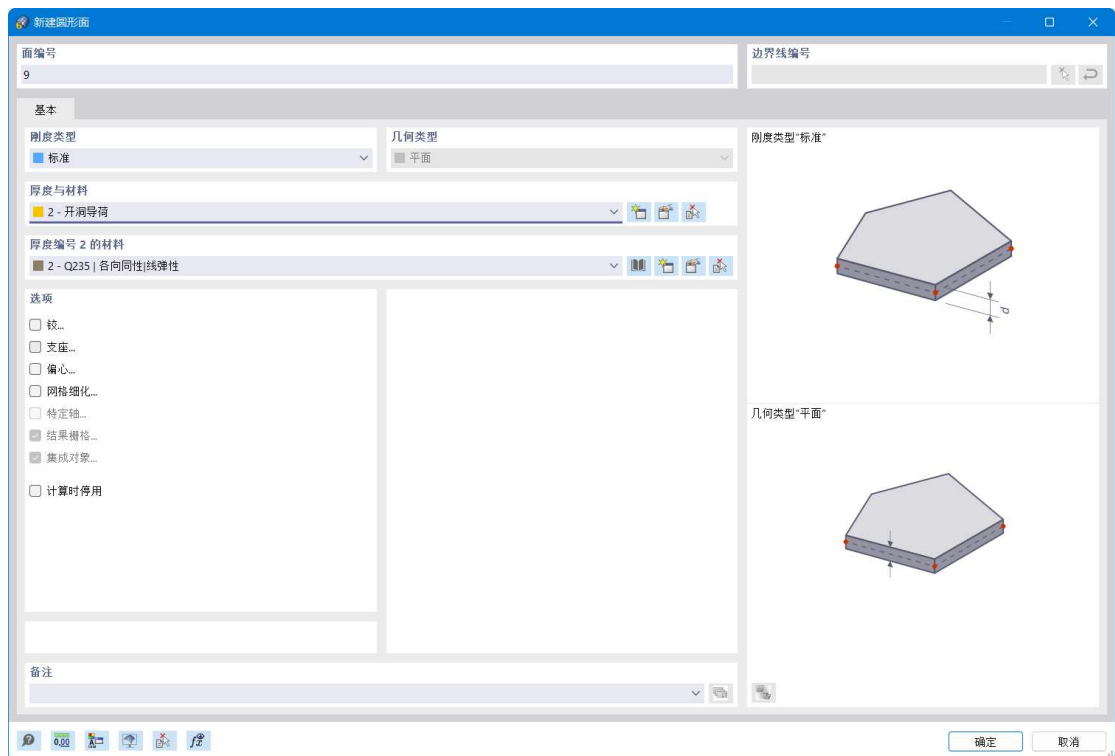 新建圆形面
面编号
9
边界线编号
基本
刚度类型
标准
几何类型
平面
厚度与材料
2 - 开洞导荷
厚度编号 2 的材料
2 - Q235 | 各向同性|线弹性
选项
铰...
支座...
偏心...
网格细化...
特定轴...
结果栅格...
集成对象...
计算时停用
备注
刚度类型"标准"
d
几何类型"平面"
0,00
确定
取消